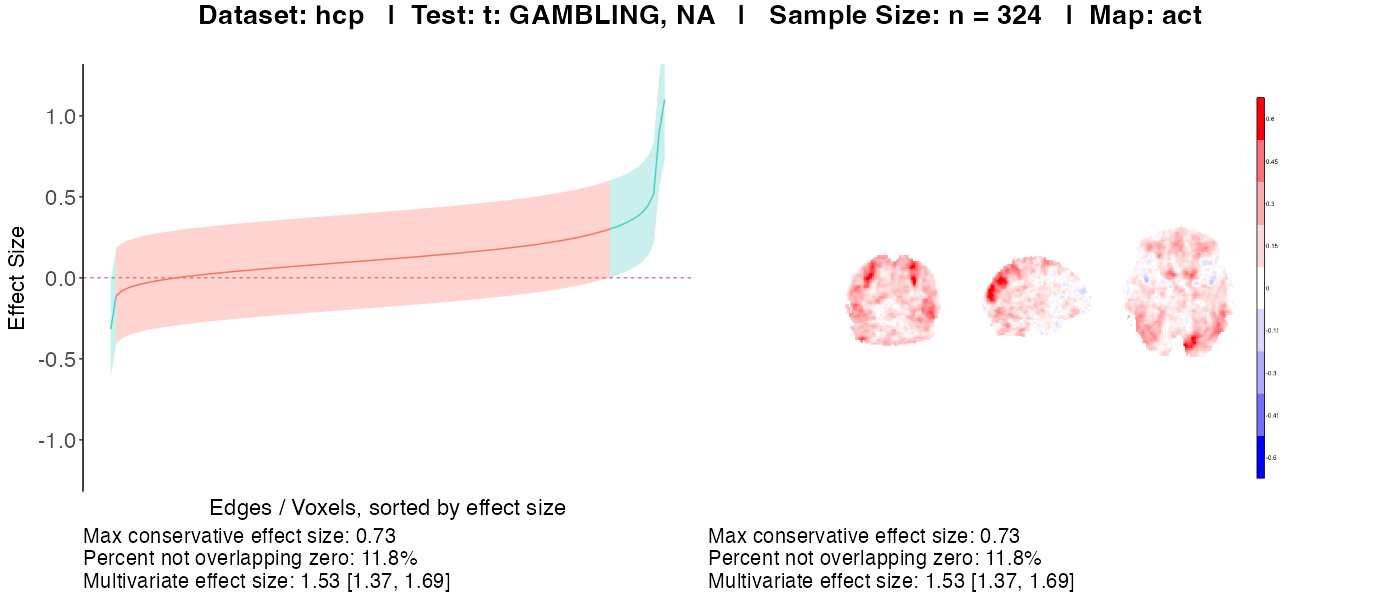 Dataset: hcp | Test: t: GAMBLING, NA | Sample Size: n = 324 | Map: act
Effect Size
1.0
0.5
0.0
-0.5
-1.0
Edges / Voxels, sorted by effect size
Max conservative effect size: 0.73
Percent not overlapping zero: 11.8%
Multivariate effect size: 1.53 [1.37, 1.69]
0.6
0.45
0.3
0.15
0
-0.3
-0.6
Max conservative effect size: 0.73
Percent not overlapping zero: 11.8%
Multivariate effect size: 1.53 [1.37, 1.69]